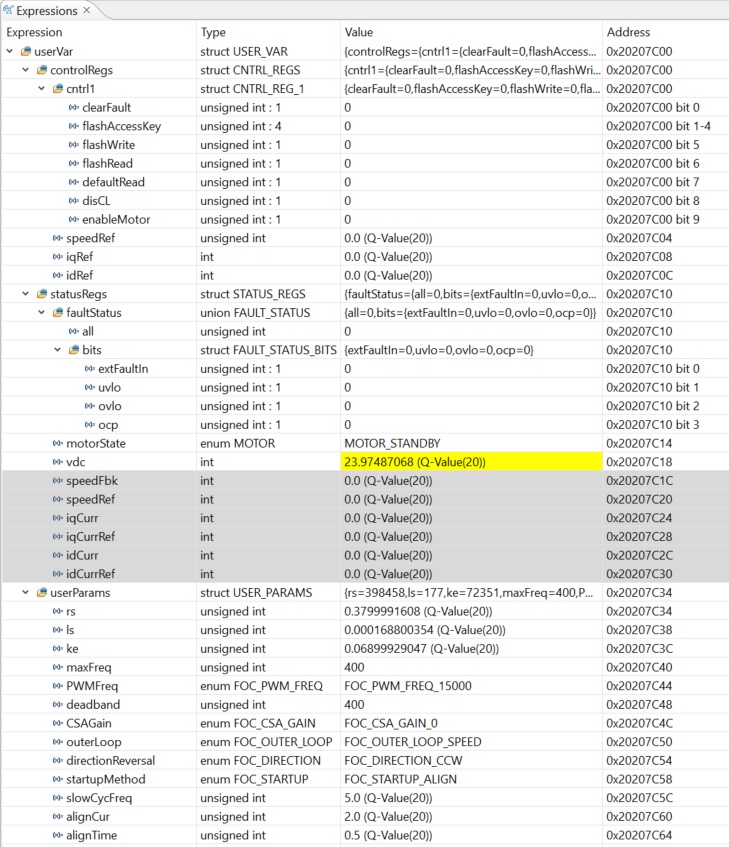 Expressions
Expression Type Value Address
userVar struct USER_VAR {controlRegs={cntrl1={clearFault=0,flashAccess... 0x20207C00
controlRegs struct CNTRL_REGS {cntrl1={clearFault=0,flashAccessKey=0,flashWri... 0x20207C00
cntrl1 struct CNTRL_REG_1 {clearFault=0,flashAccessKey=0,flashWrite=0,fla... 0x20207C00
clearFault unsigned int : 1 0 0x20207C00 bit 0
flashAccessKey unsigned int : 4 0 0x20207C00 bit 1-4
flashWrite unsigned int : 1 0 0x20207C00 bit 5
flashRead unsigned int : 1 0 0x20207C00 bit 6
defaultRead unsigned int : 1 0 0x20207C00 bit 7
disCL unsigned int : 1 0 0x20207C00 bit 8
enableMotor unsigned int : 1 0 0x20207C00 bit 9
speedRef unsigned int 0.0 (Q-Value(20)) 0x20207C04
iqRef int 0.0 (Q-Value(20)) 0x20207C08
idRef int 0.0 (Q-Value(20)) 0x20207C0C
statusRegs struct STATUS_REGS {faultStatus={all=0,bits={extFaultIn=0,uvlo=0,o... 0x20207C10
faultStatus union FAULT_STATUS {all=0,bits={extFaultIn=0,uvlo=0,ovlo=0,ocp=0}} 0x20207C10
all unsigned int 0 0x20207C10
bits struct FAULT_STATUS_BITS {extFaultIn=0,uvlo=0,ovlo=0,ocp=0} 0x20207C10
extFaultIn unsigned int : 1 0 0x20207C10 bit 0
uvlo unsigned int : 1 0 0x20207C10 bit 1
ovlo unsigned int : 1 0 0x20207C10 bit 2
ocp unsigned int : 1 0 0x20207C10 bit 3
motorState enum MOTOR MOTOR_STANDBY 0x20207C14
vdc int 23.97487068 (Q-Value(20)) 0x20207C18
speedFbk int 0.0 (Q-Value(20)) 0x20207C1C
speedRef int 0.0 (Q-Value(20)) 0x20207C20
iqCurr int 0.0 (Q-Value(20)) 0x20207C24
iqCurrRef int 0.0 (Q-Value(20)) 0x20207C28
idCurr int 0.0 (Q-Value(20)) 0x20207C2C
idCurrRef int 0.0 (Q-Value(20)) 0x20207C30
userParams struct USER_PARAMS {rs=398458,ls=177,ke=72351,maxFreq=400,P... 0x20207C34
rs unsigned int 0.3799991608 (Q-Value(20)) 0x20207C34
ls unsigned int 0.000168800354 (Q-Value(20)) 0x20207C38
ke unsigned int 0.06899929047 (Q-Value(20)) 0x20207C3C
maxFreq unsigned int 400 0x20207C40
PWMFreq enum FOC_PWM_FREQ FOC_PWM_FREQ_15000 0x20207C44
deadband unsigned int 400 0x20207C48
CSAGain enum FOC_CSA_GAIN FOC_CSA_GAIN_0 0x20207C4C
outerLoop enum FOC_OUTER_LOOP FOC_OUTER_LOOP_SPEED 0x20207C50
directionReversal enum FOC_DIRECTION FOC_DIRECTION_CCW 0x20207C54
startupMethod enum FOC_STARTUP FOC_STARTUP_ALIGN 0x20207C58
slowCycFreq unsigned int 5.0 (Q-Value(20)) 0x20207C5C
alignCur unsigned int 2.0 (Q-Value(20)) 0x20207C60
alignTime unsigned int 0.5 (Q-Value(20)) 0x20207C64